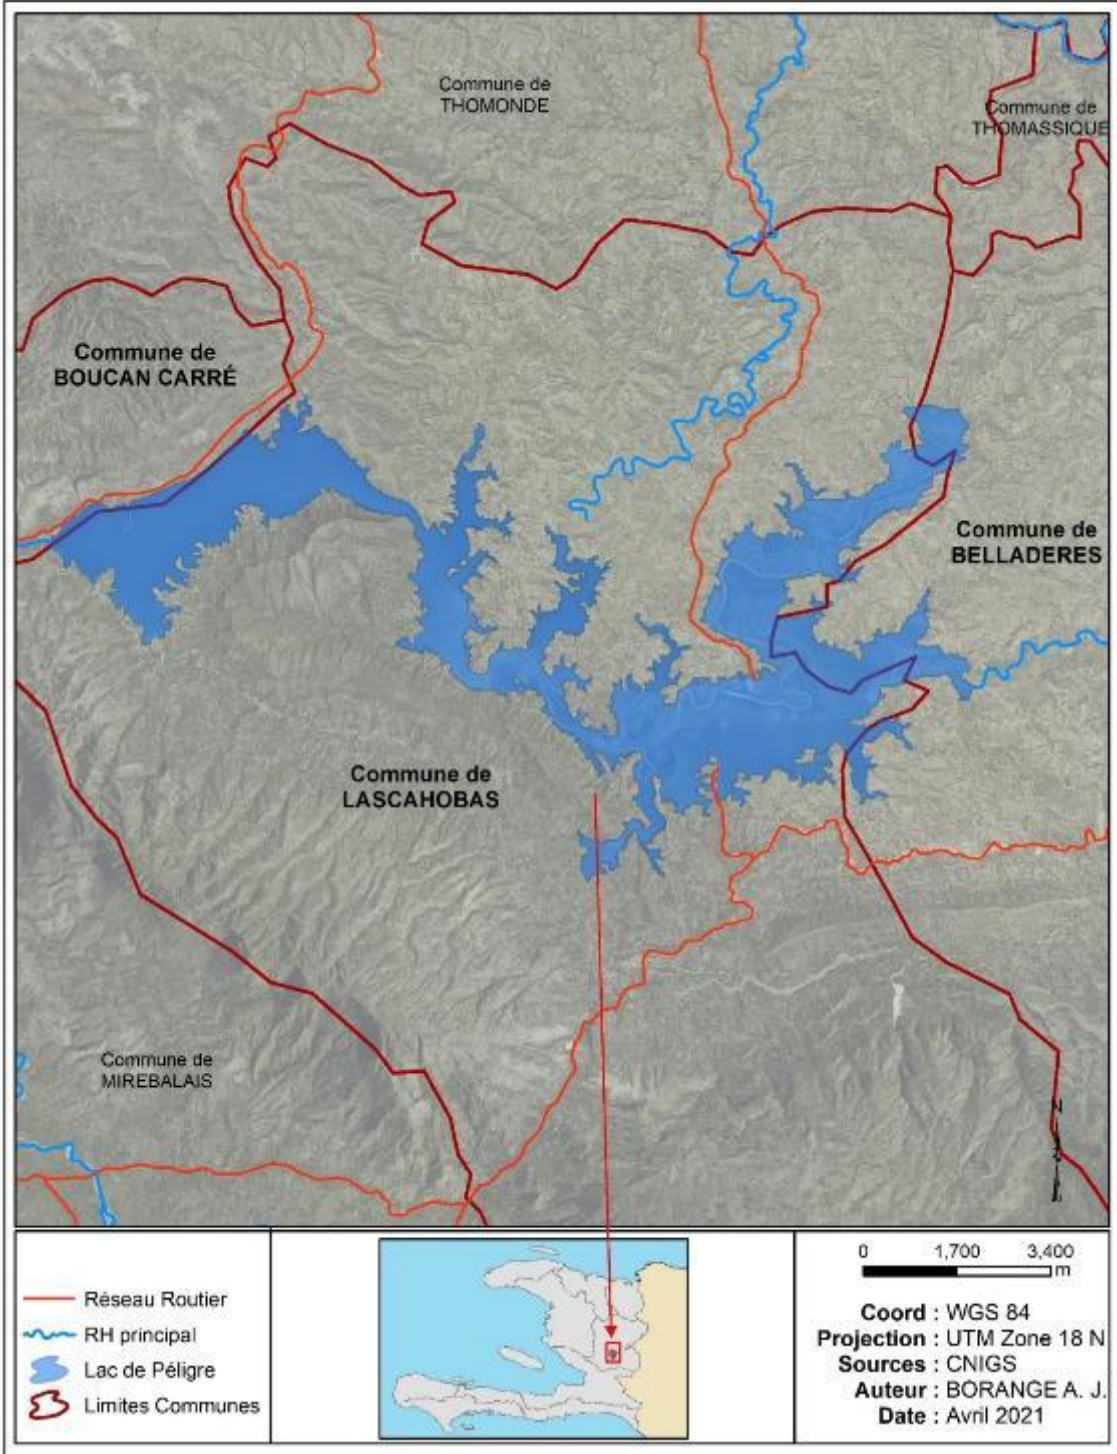 Commune de
THOMONDE
Commune de
THOMASSIQUE
Commune de
BOUCAN CARRÉ
Commune de
BELLADERES
Commune de
LASCAHOBAS
Commune de
MIREBALAIS
N
Réseau Routier
RH principal
Lac de Péligre
Limites Communes
0 1,700 3,400
m
Coord : WGS 84
Projection : UTM Zone 18 N
Sources : CNIGS
Auteur : BORANGE A. J.
Date : Avril 2021